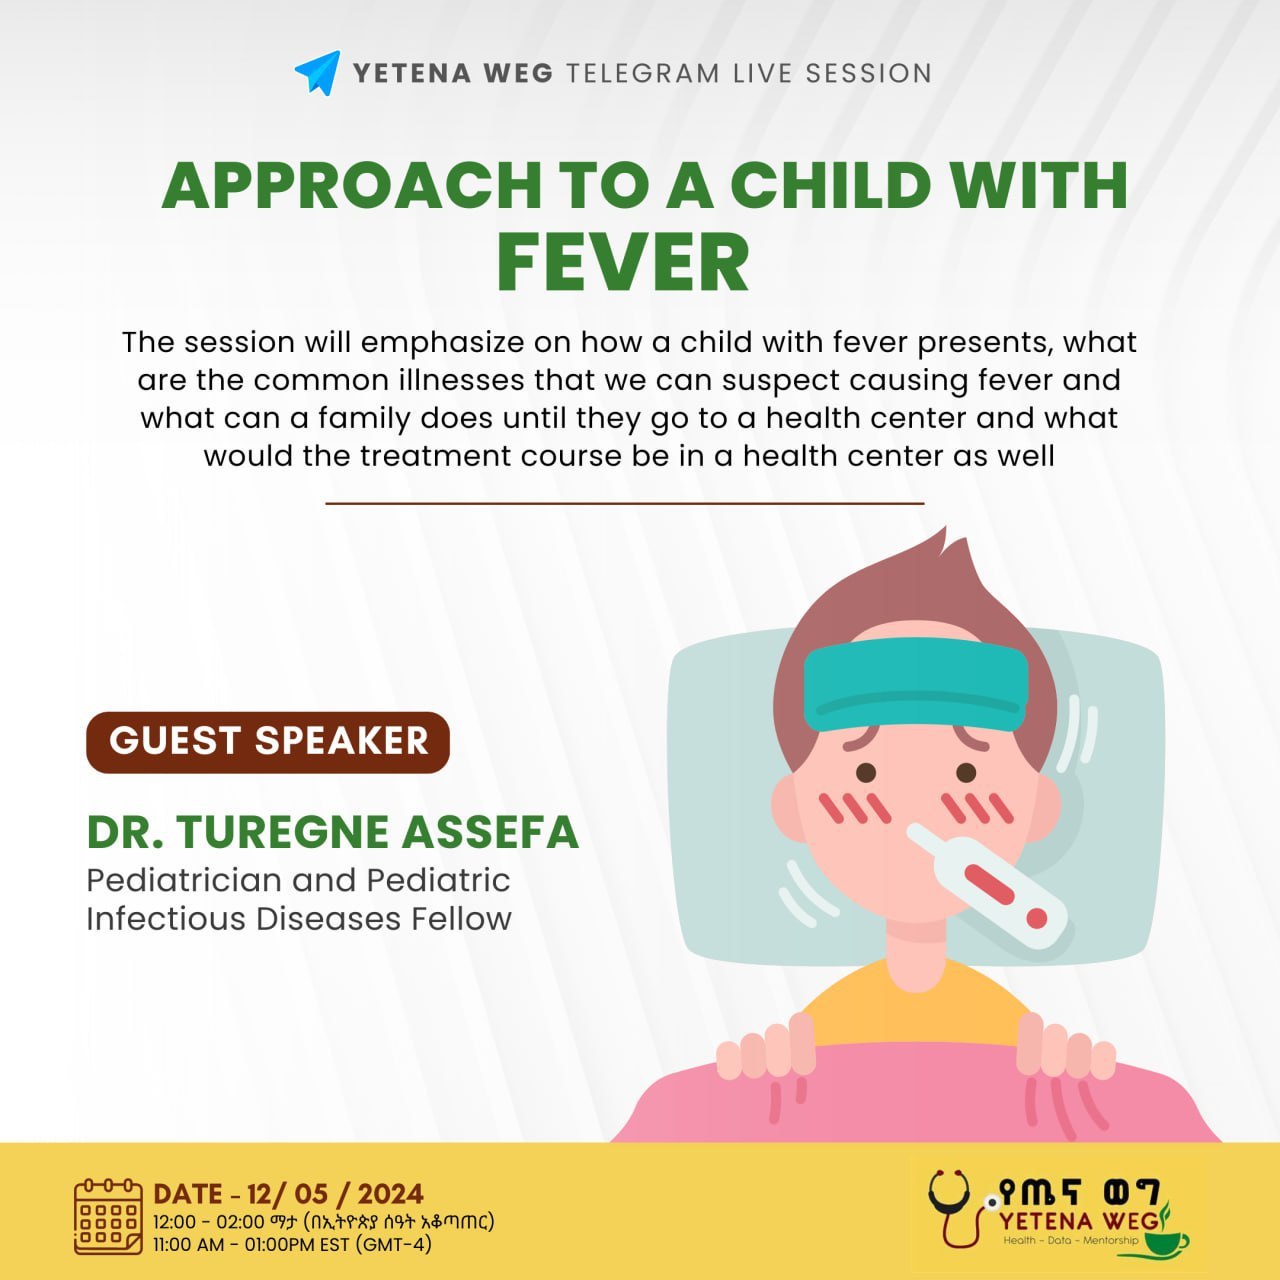 YETENA WEG TELEGRAM LIVE SESSION
APPROACH TO A CHILD WITH
FEVER
The session will emphasize on how a child with fever presents, what
are the common illnesses that we can suspect causing fever and
what can a family does until they go to a health center and what
would the treatment course be in a health center as well
GUEST SPEAKER
DR. TUREGNE ASSEFA
Pediatrician and Pediatric
Infectious Diseases Fellow
DATE - 12/ 05 / 2024
12:00 - 02:00 ማታ (በኢትዮጵያ ሰዓት አቆጣጠር)
11:00 AM - 01:00PM EST (GMT-4)
የጤና ወግ
YETENA WEG
Health - Data - Mentorship